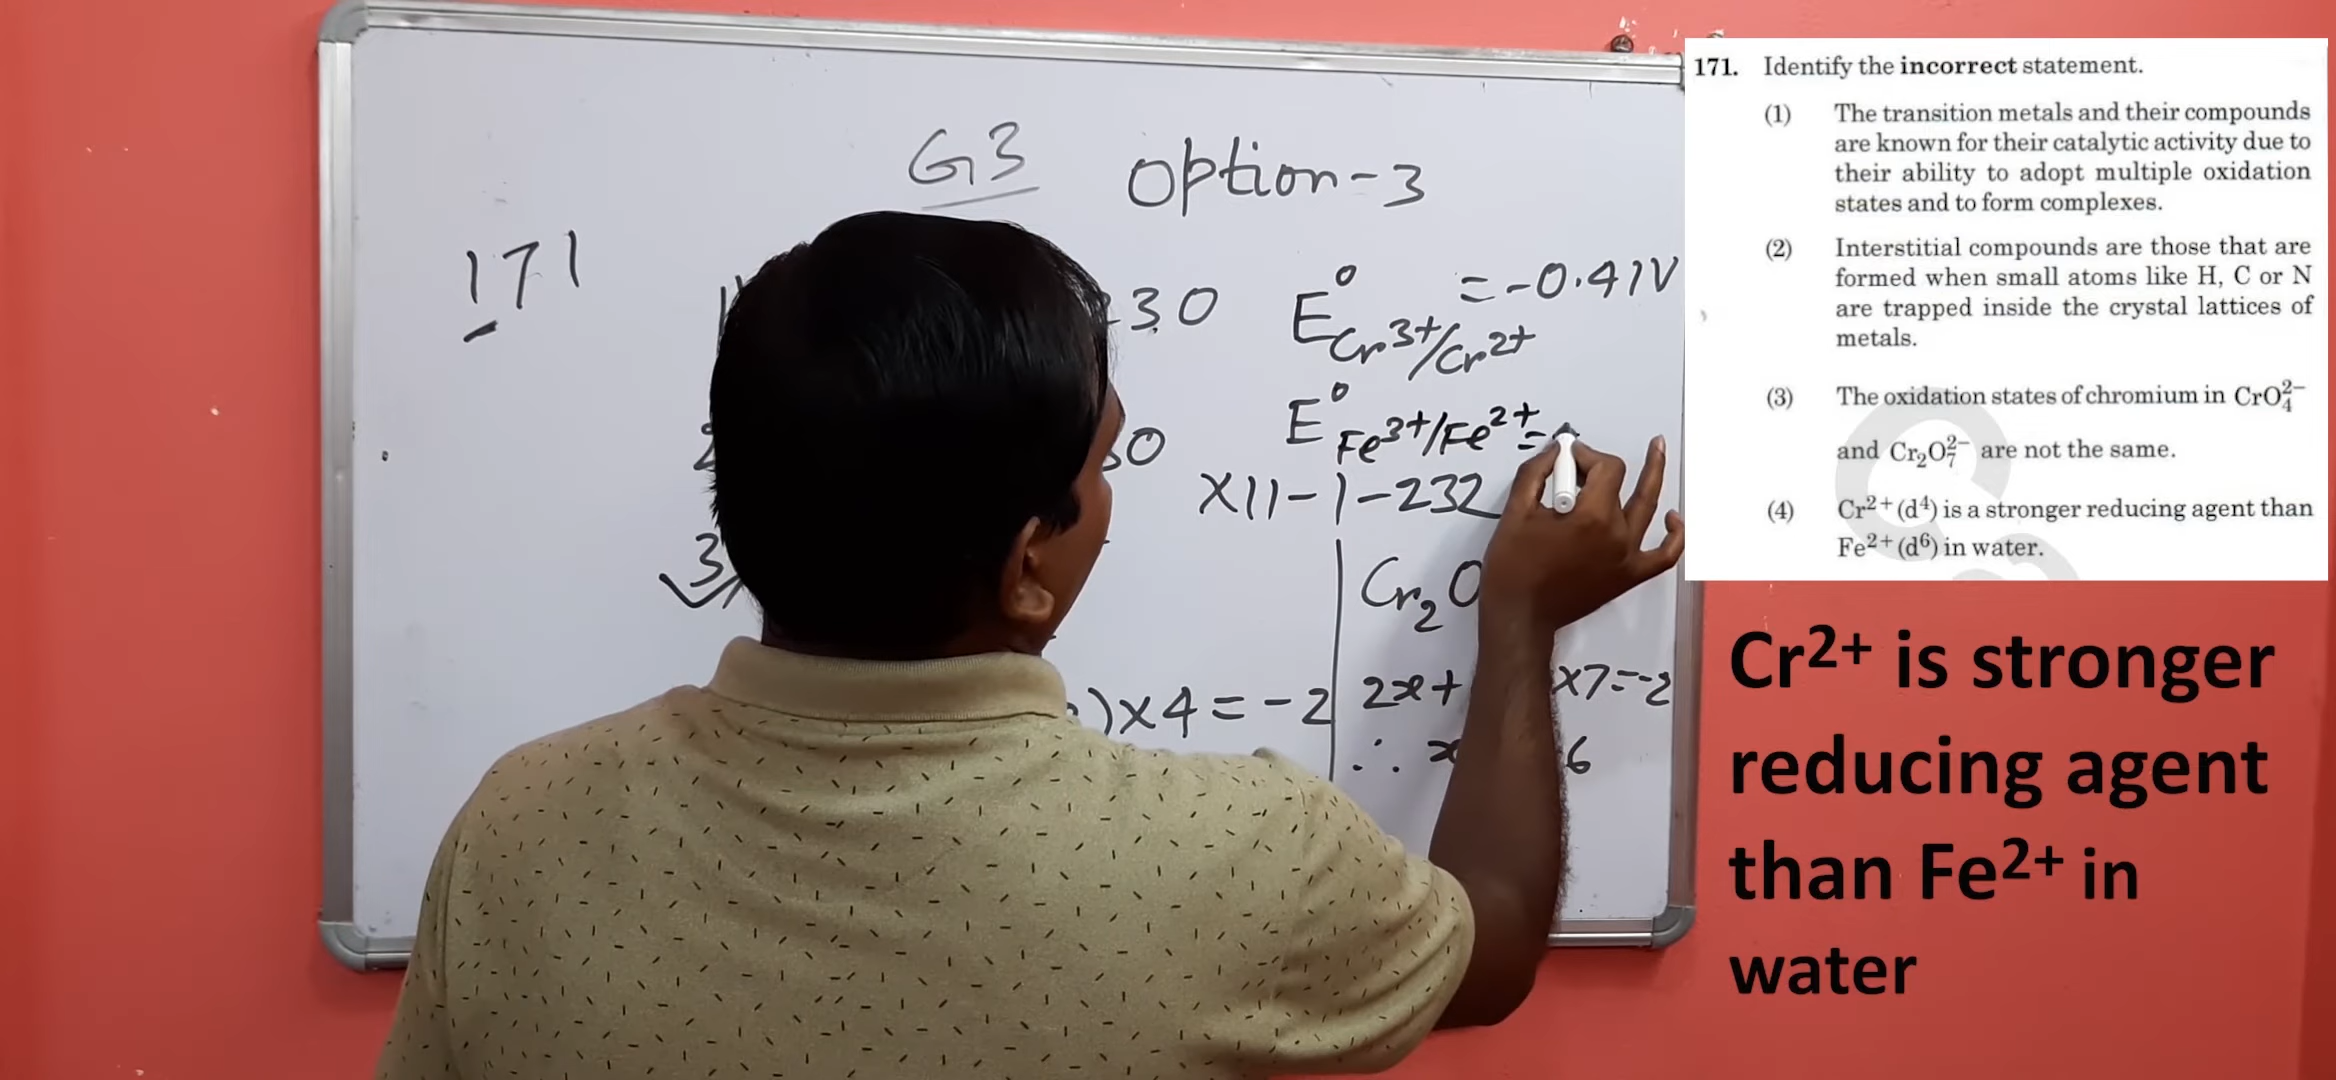 G3 Option-3
171
230 E° Cr³⁺/Cr²⁺ = -0.41V
E° Fe³⁺/Fe²⁺ =
XII-1-232
3
Cr₂O
)×4 = -2
2x+ ×7=-2
∴ x 6
171. Identify the incorrect statement.
(1) The transition metals and their compounds
are known for their catalytic activity due to
their ability to adopt multiple oxidation
states and to form complexes.
(2) Interstitial compounds are those that are
formed when small atoms like H, C or N
are trapped inside the crystal lattices of
metals.
(3) The oxidation states of chromium in CrO₄²⁻
and Cr₂O₇²⁻ are not the same.
(4) Cr²⁺ (d⁴) is a stronger reducing agent than
Fe²⁺ (d⁶) in water.
Cr²⁺ is stronger
reducing agent
than Fe²⁺ in
water